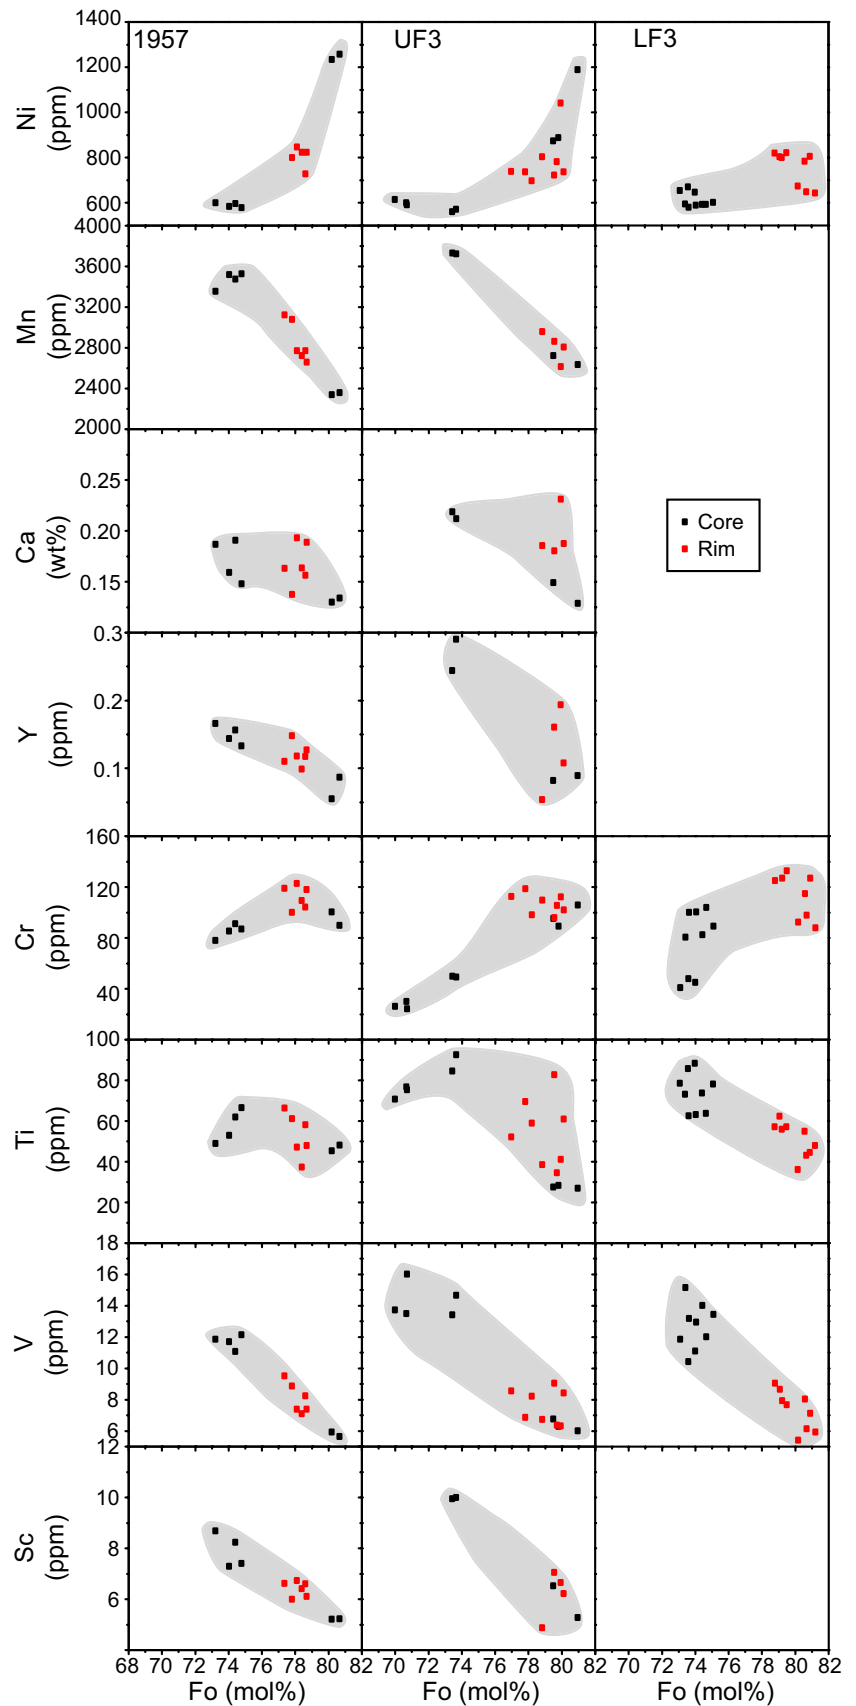 1957 UF3 LF3
1400
1200
1000
800
600
Ni
(ppm)
4000
3600
3200
2800
2400
2000
Mn
(ppm)
0.25
0.20
0.15
Ca
(wt%)
Core
Rim
0.3
0.2
0.1
Y
(ppm)
160
120
80
40
Cr
(ppm)
100
80
60
40
20
Ti
(ppm)
18
16
14
12
10
8
6
V
(ppm)
12
10
8
6
Sc
(ppm)
68 70 72 74 76 78 80 82 70 72 74 76 78 80 82 70 72 74 76 78 80 82
Fo (mol%) Fo (mol%) Fo (mol%)